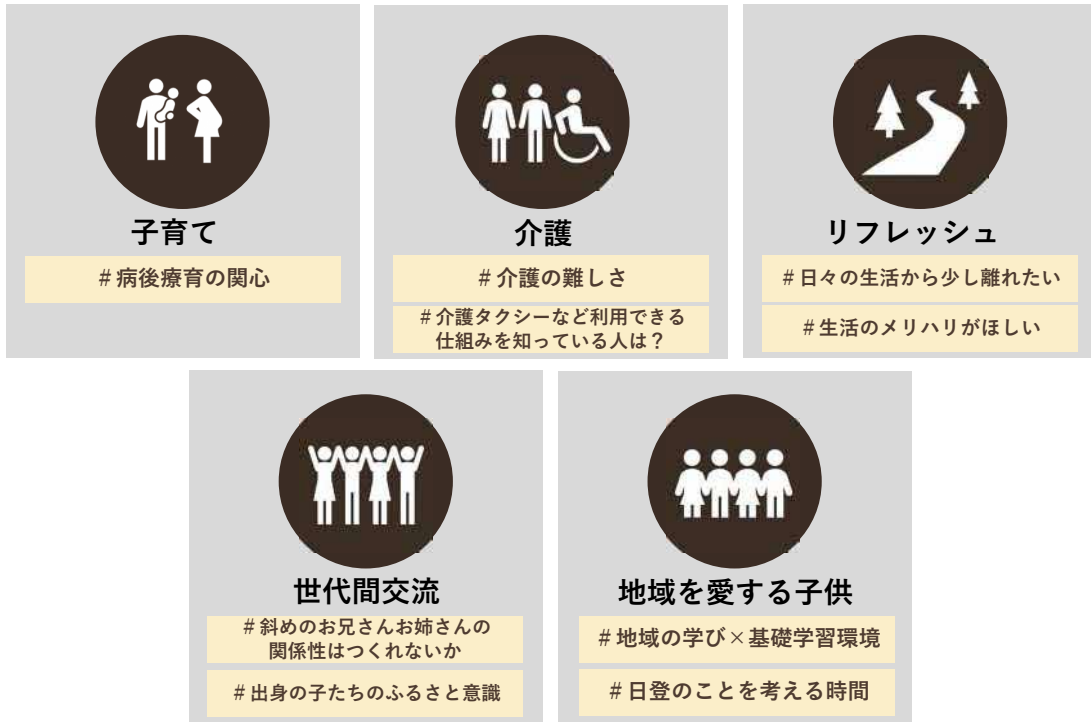 子育て
# 病後療育の関心
介護
# 介護の難しさ
# 介護タクシーなど利用できる
仕組みを知っている人は？
リフレッシュ
# 日々の生活から少し離れたい
# 生活のメリハリがほしい
世代間交流
# 斜めのお兄さんお姉さんの
関係性はつくれないか
# 出身の子たちのふるさと意識
地域を愛する子供
# 地域の学び×基礎学習環境
# 日登のことを考える時間